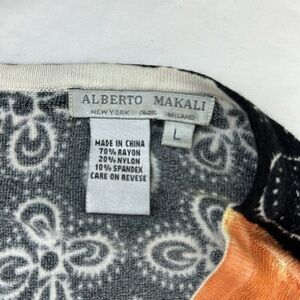 ALBERTO MAKALI
NEW YORK PARIS MILANO
L
MADE IN CHINA
70% RAYON
20% NYLON
10% SPANDEX
CARE ON REVESE